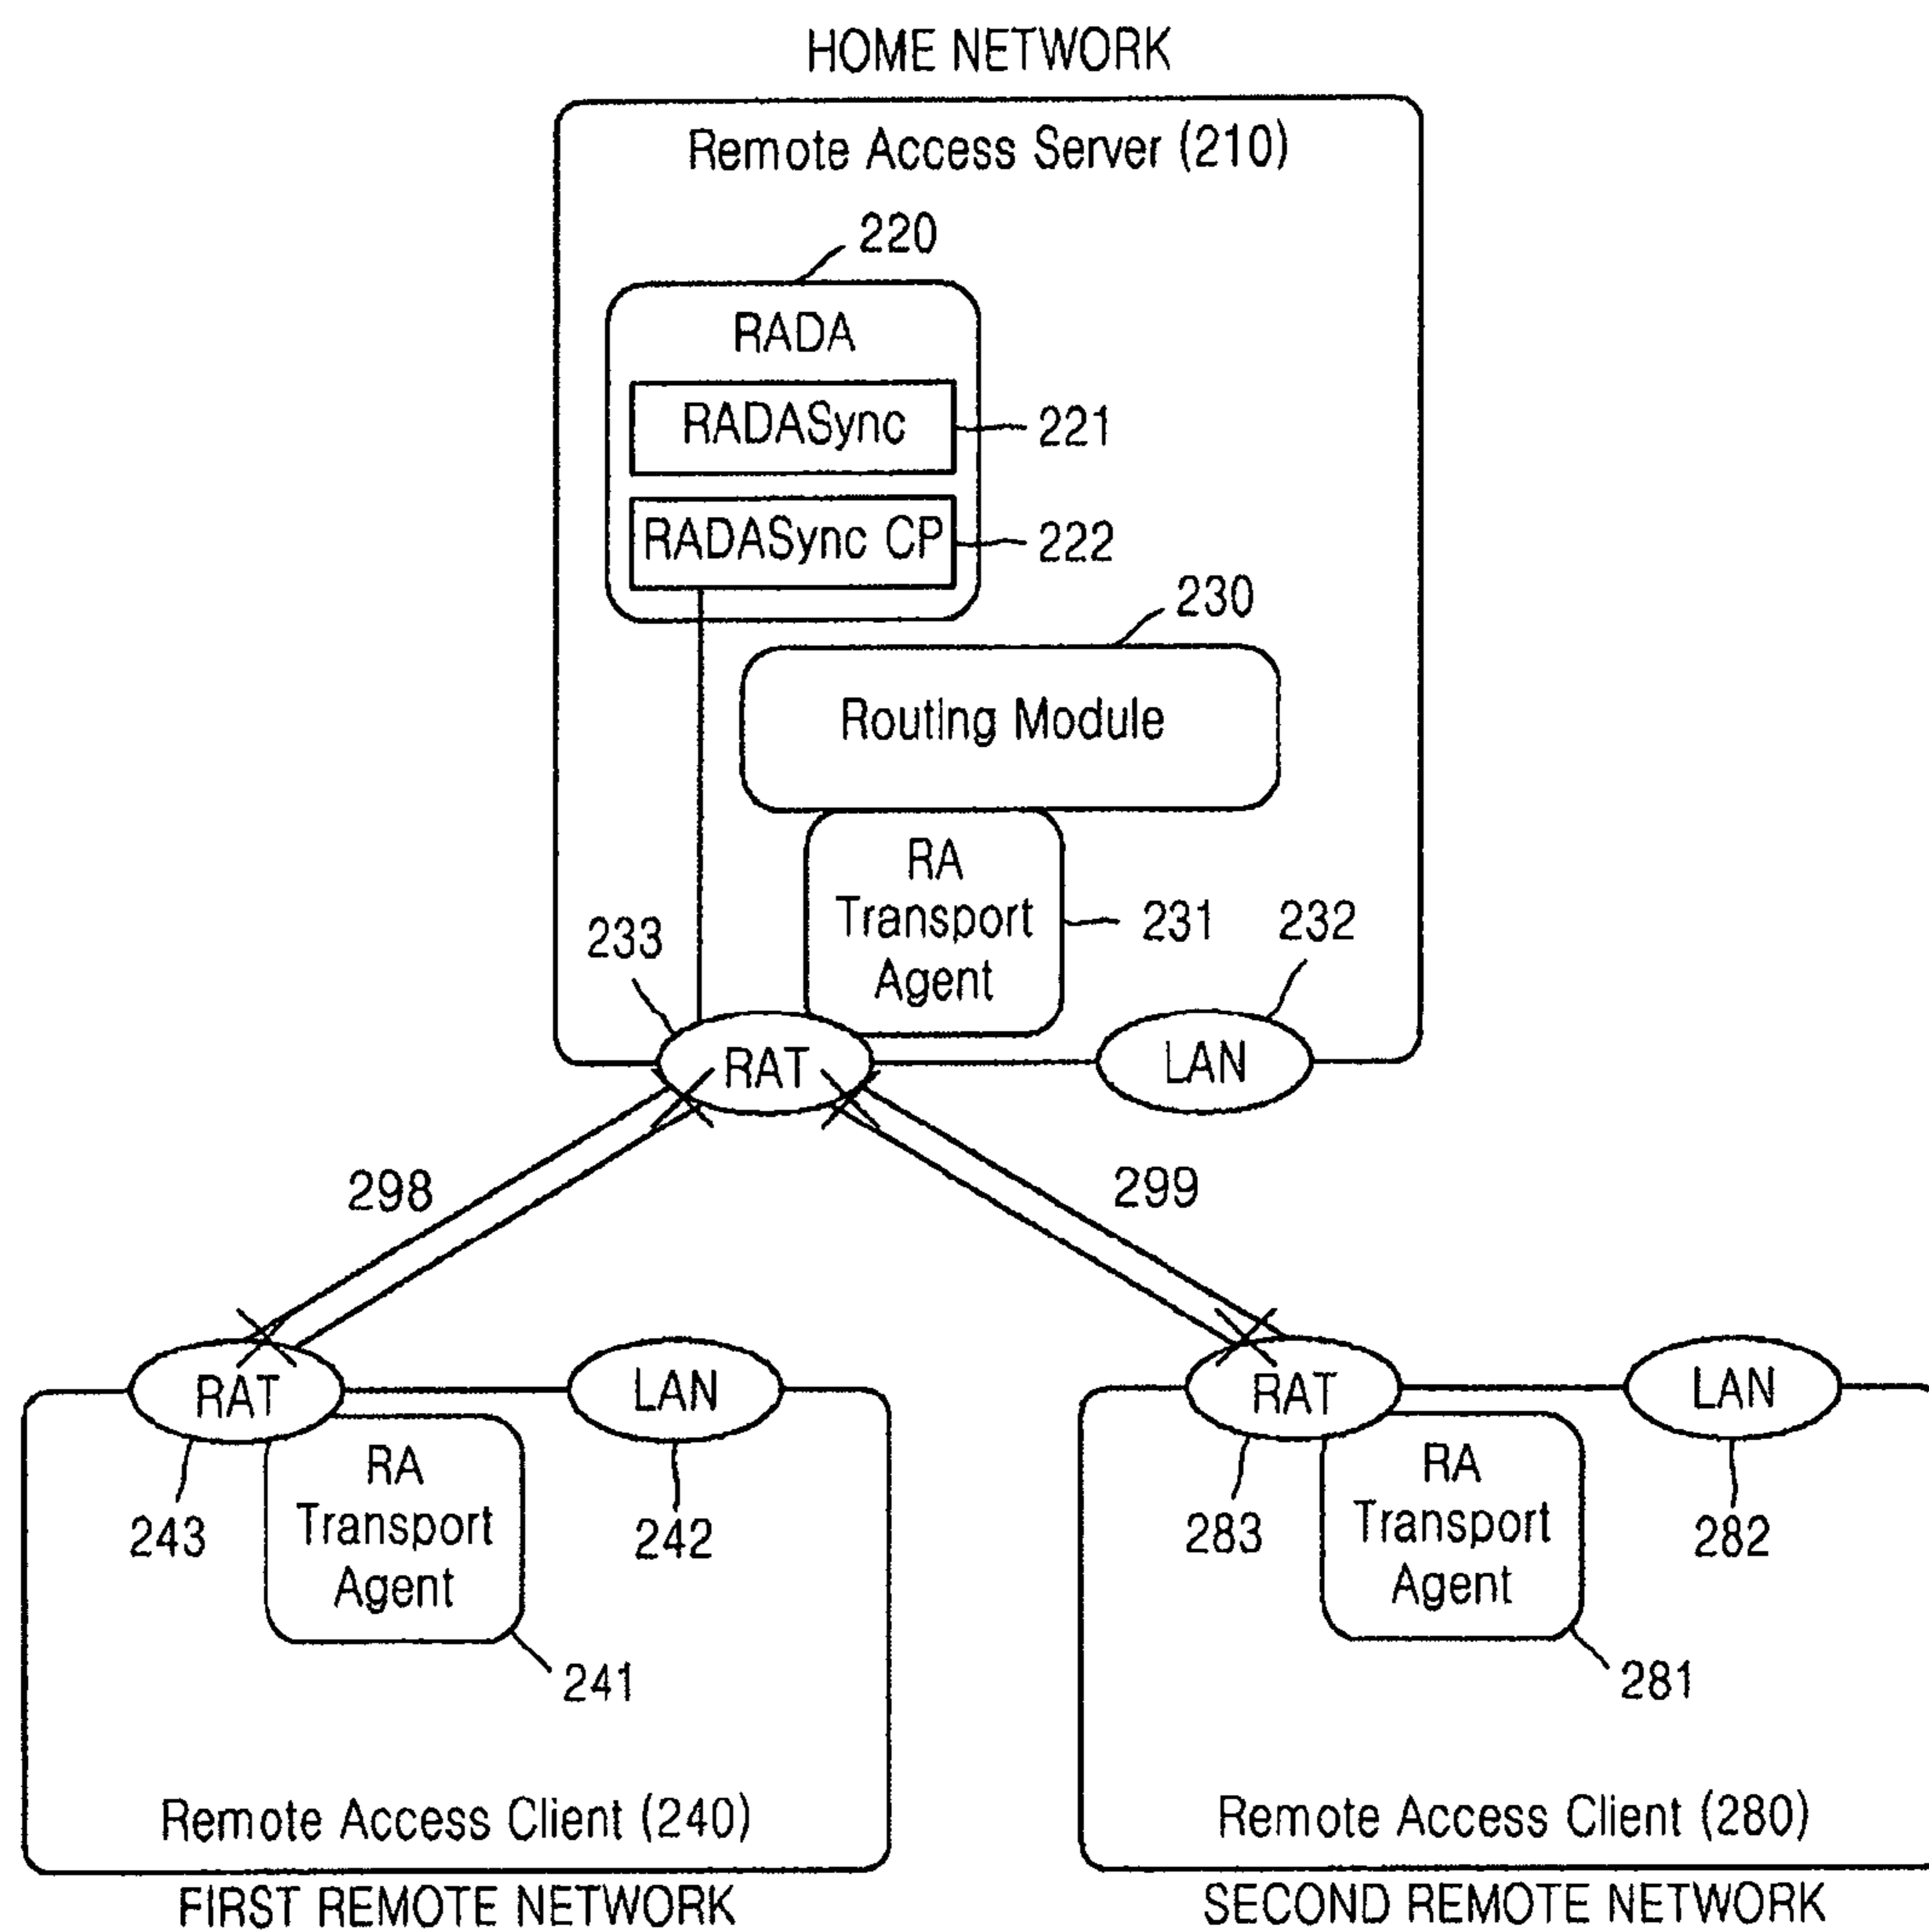 HOME NETWORK
Remote Access Server (210)
220
RADA
RADASync
221
RADASync CP
222
230
Routing Module
RA
Transport
Agent
231
232
233
RAT
LAN
298
299
RAT
LAN
RAT
LAN
243
RA
Transport
Agent
242
241
283
RA
Transport
Agent
282
281
Remote Access Client (240)
Remote Access Client (280)
FIRST REMOTE NETWORK
SECOND REMOTE NETWORK